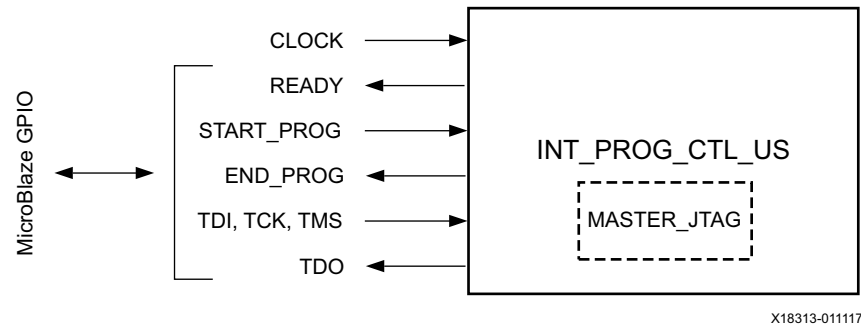 CLOCK
READY
START_PROG
END_PROG
TDI, TCK, TMS
TDO
MicroBlaze GPIO
INT_PROG_CTL_US
MASTER_JTAG
X18313-011117